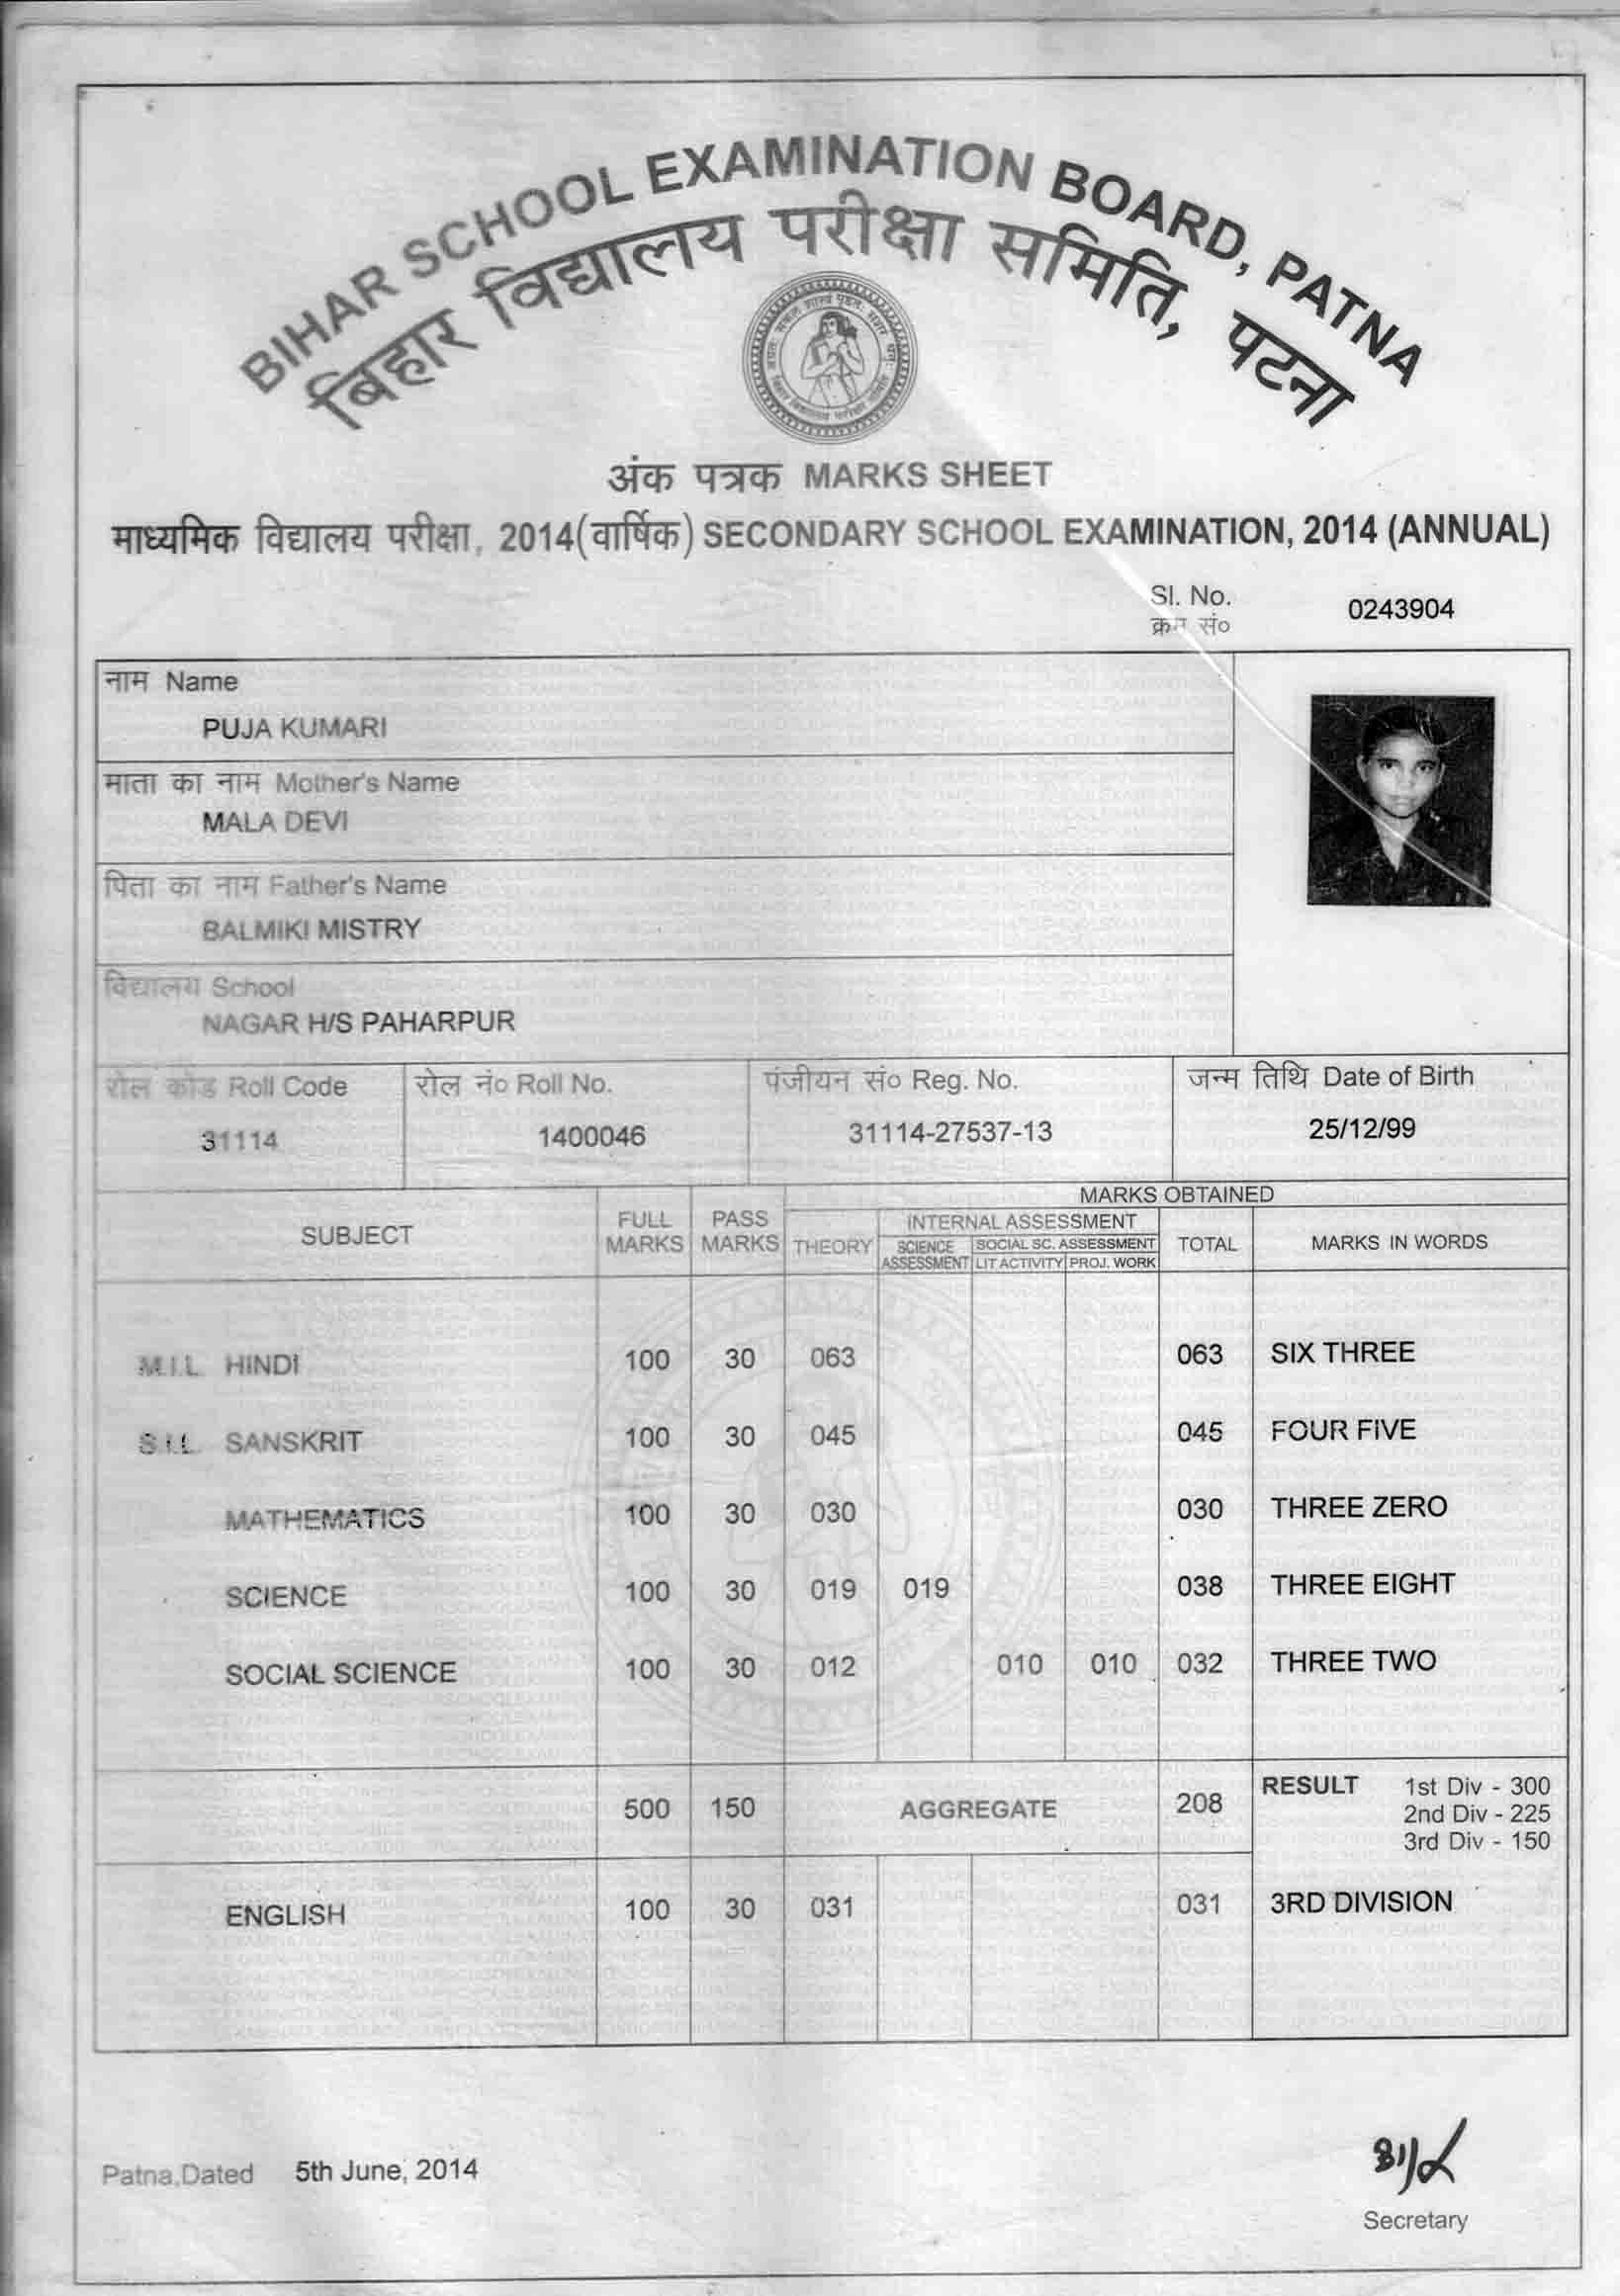 BIHAR SCHOOL EXAMINATION BOARD, PATNA
बिहार विद्यालय परीक्षा समिति, पटना
अंक पत्रक MARKS SHEET
माध्यमिक विद्यालय परीक्षा, 2014(वार्षिक) SECONDARY SCHOOL EXAMINATION, 2014 (ANNUAL)
Sl. No. 0243904
क्रम सं०
नाम Name
PUJA KUMARI
माता का नाम Mother's Name
MALA DEVI
पिता का नाम Father's Name
BALMIKI MISTRY
विद्यालय School
NAGAR H/S PAHARPUR
रोल कोड Roll Code रोल नं० Roll No. पंजीयन सं० Reg. No. जन्म तिथि Date of Birth
31114 1400046 31114-27537-13 25/12/99
SUBJECT FULL MARKS PASS MARKS MARKS OBTAINED
THEORY INTERNAL ASSESSMENT TOTAL MARKS IN WORDS
SCIENCE ASSESSMENT SOCIAL SC. ASSESSMENT
LIT ACTIVITY PROJ. WORK
M.I.L. HINDI 100 30 063 063 SIX THREE
S.I.L. SANSKRIT 100 30 045 045 FOUR FIVE
MATHEMATICS 100 30 030 030 THREE ZERO
SCIENCE 100 30 019 019 038 THREE EIGHT
SOCIAL SCIENCE 100 30 012 010 010 032 THREE TWO
500 150 AGGREGATE 208 RESULT 1st Div - 300
2nd Div - 225
3rd Div - 150
ENGLISH 100 30 031 031 3RD DIVISION
Patna,Dated 5th June, 2014
Secretary